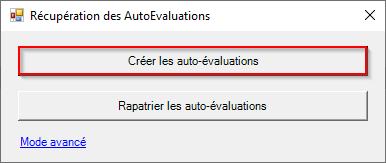 Récupération des AutoEvaluations
Créer les auto-évaluations
Rapatrier les auto-évaluations
Mode avancé